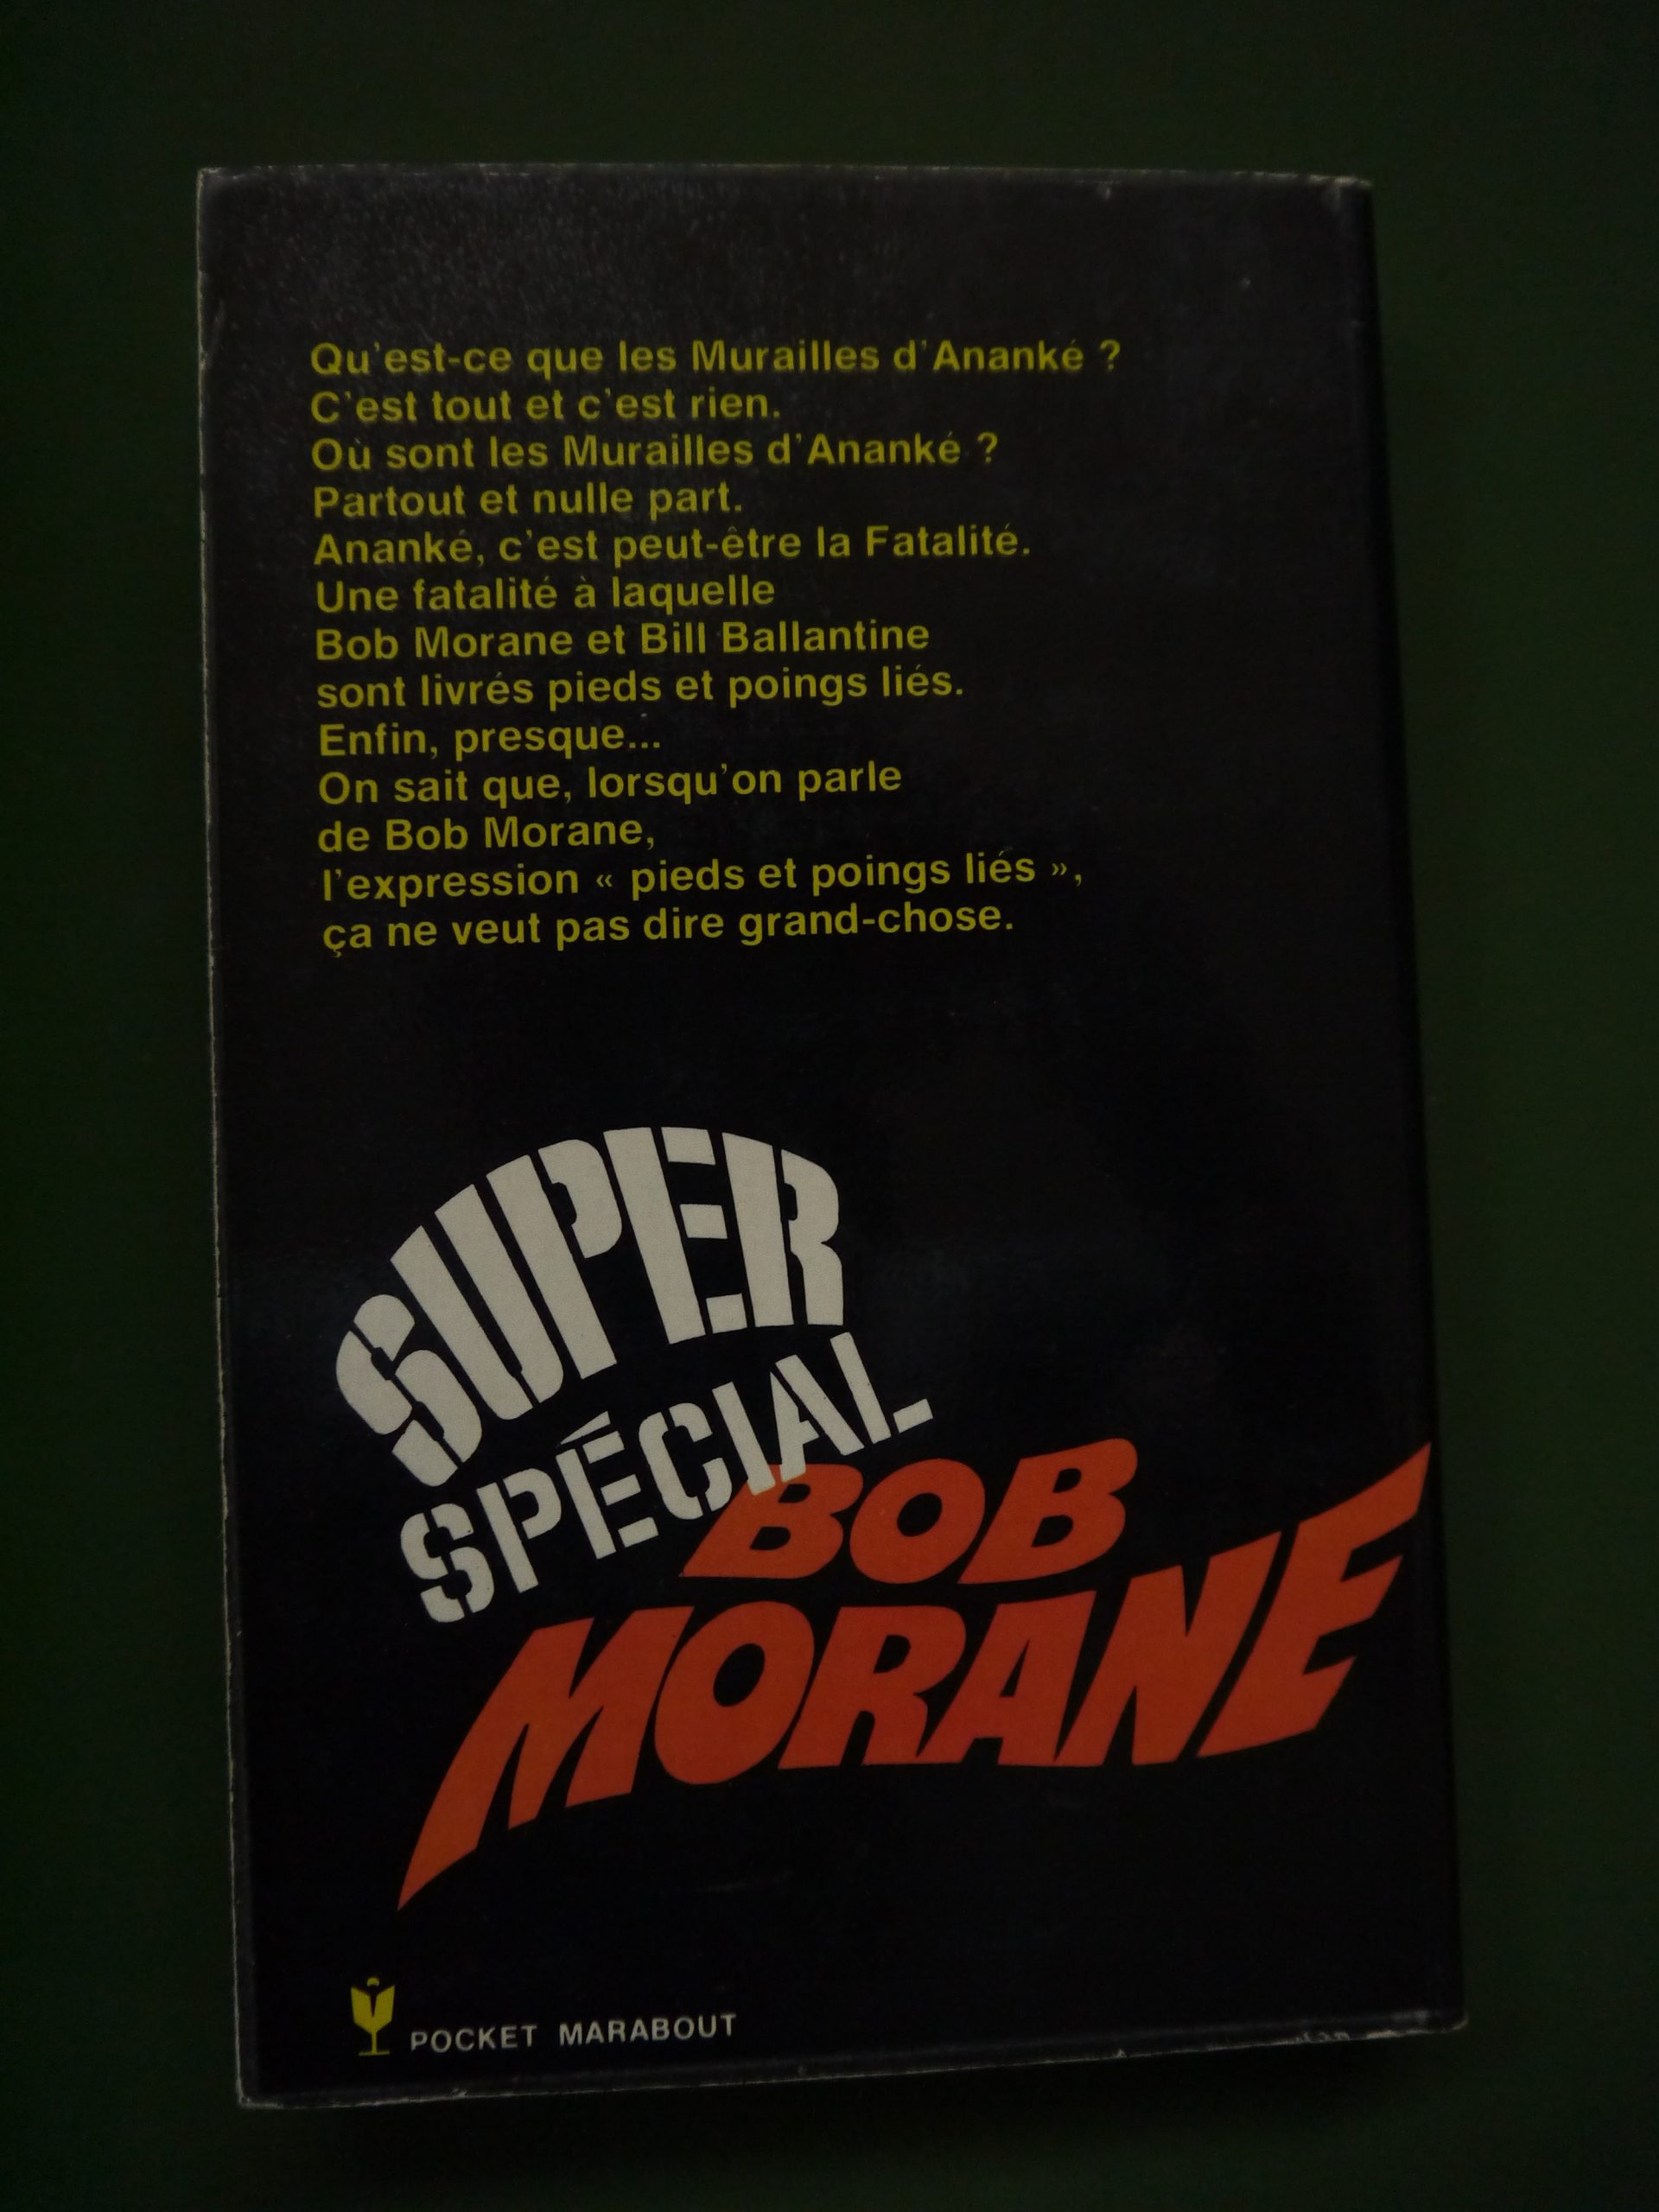 Qu'est-ce que les Murailles d'Ananké ?
C'est tout et c'est rien.
Où sont les Murailles d'Ananké ?
Partout et nulle part.
Ananké, c'est peut-être la Fatalité.
Une fatalité à laquelle
Bob Morane et Bill Ballantine
sont livrés pieds et poings liés.
Enfin, presque...
On sait que, lorsqu'on parle
de Bob Morane,
l'expression « pieds et poings liés »,
ça ne veut pas dire grand-chose.
SUPER
SPÉCIAL
BOB
MORANE
POCKET MARABOUT